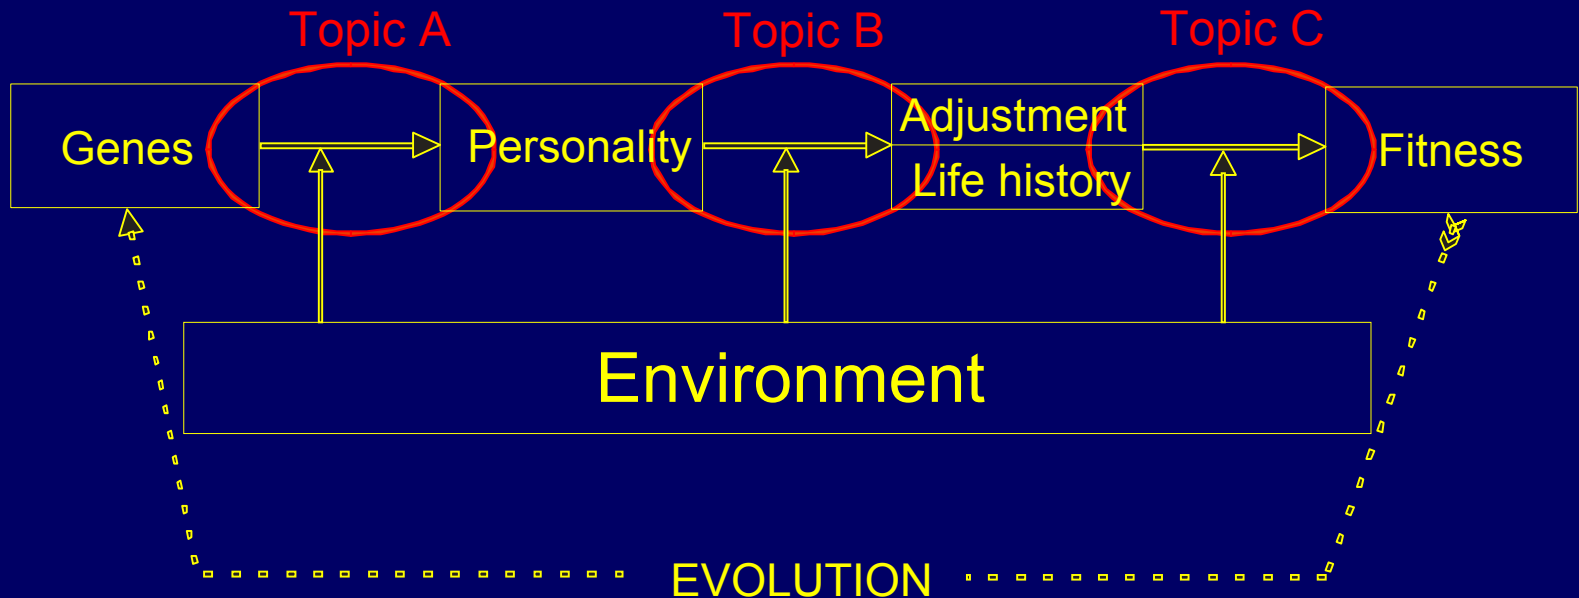 Topic A
Topic B
Topic C
Genes
Personality
Adjustment
Life history
Fitness
Environment
EVOLUTION